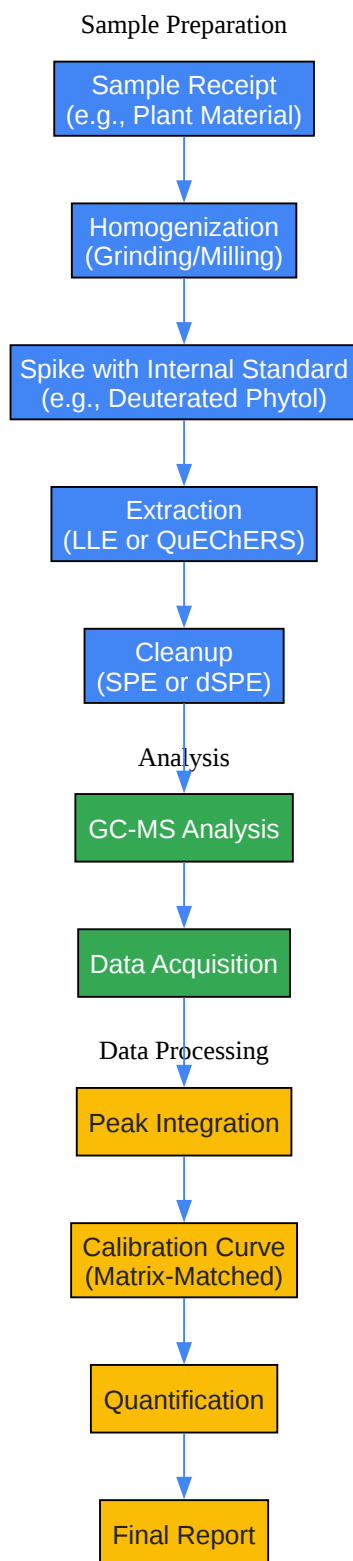 Sample Preparation
Sample Receipt
(e.g., Plant Material)
Homogenization
(Grinding/Milling)
Spike with Internal Standard
(e.g., Deuterated Phytol)
Extraction
(LLE or QuEChERS)
Cleanup
(SPE or dSPE)
Analysis
GC-MS Analysis
Data Acquisition
Data Processing
Peak Integration
Calibration Curve
(Matrix-Matched)
Quantification
Final Report